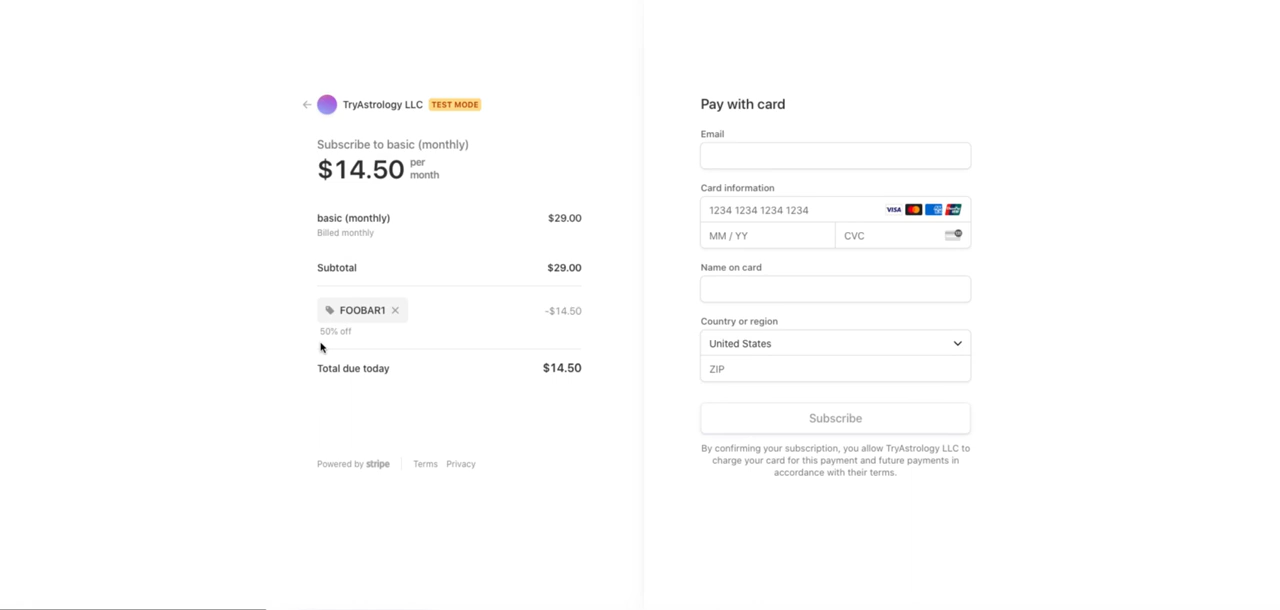 TryAstrology LLC TEST MODE
Subscribe to basic (monthly)
$14.50 per month
basic (monthly) $29.00
Billed monthly
Subtotal $29.00
FOOBAR1 -$14.50
50% off
Total due today $14.50
Powered by stripe Terms Privacy
Pay with card
Email
Card information
1234 1234 1234 1234 VISA
MM / YY CVC
Name on card
Country or region
United States
ZIP
Subscribe
By confirming your subscription, you allow TryAstrology LLC to
charge your card for this payment and future payments in
accordance with their terms.